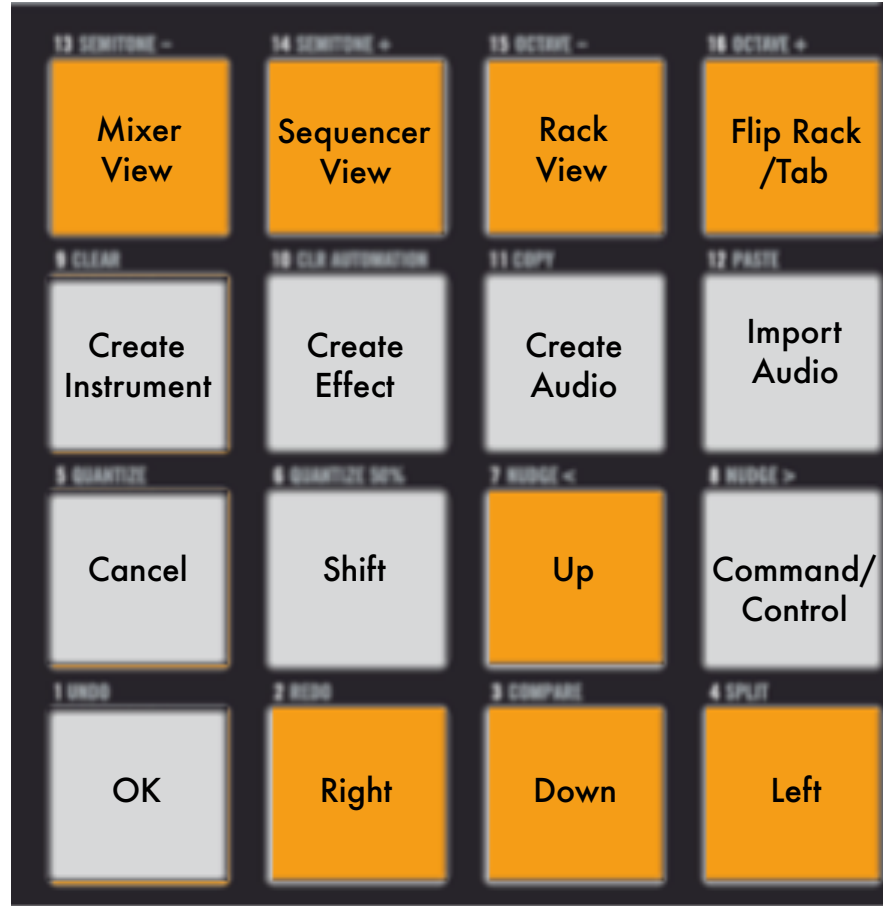 13 SEMITONE – 14 SEMITONE + 15 OCTAVE – 16 OCTAVE +
Mixer View
Sequencer View
Rack View
Flip Rack /Tab
9 CLEAR 10 CLR AUTOMATION 11 COPY 12 PASTE
Create Instrument
Create Effect
Create Audio
Import Audio
5 QUANTIZE 6 QUANTIZE 50% 7 NUDGE < 8 NUDGE >
Cancel
Shift
Up
Command/ Control
1 UNDO 2 REDO 3 COMPARE 4 SPLIT
OK
Right
Down
Left